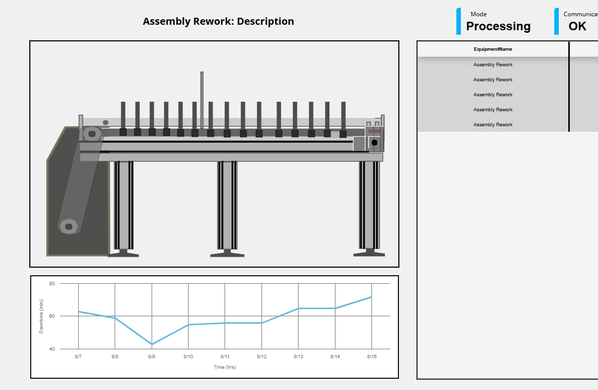 Assembly Rework: Description
Mode
Processing
Communica
OK
EquipmentName
Assembly Rework
Assembly Rework
Assembly Rework
Assembly Rework
Assembly Rework
80
60
40
Downtime (min)
8/7
8/8
8/9
8/10
8/11
8/12
8/13
8/14
8/15
Time (hrs)